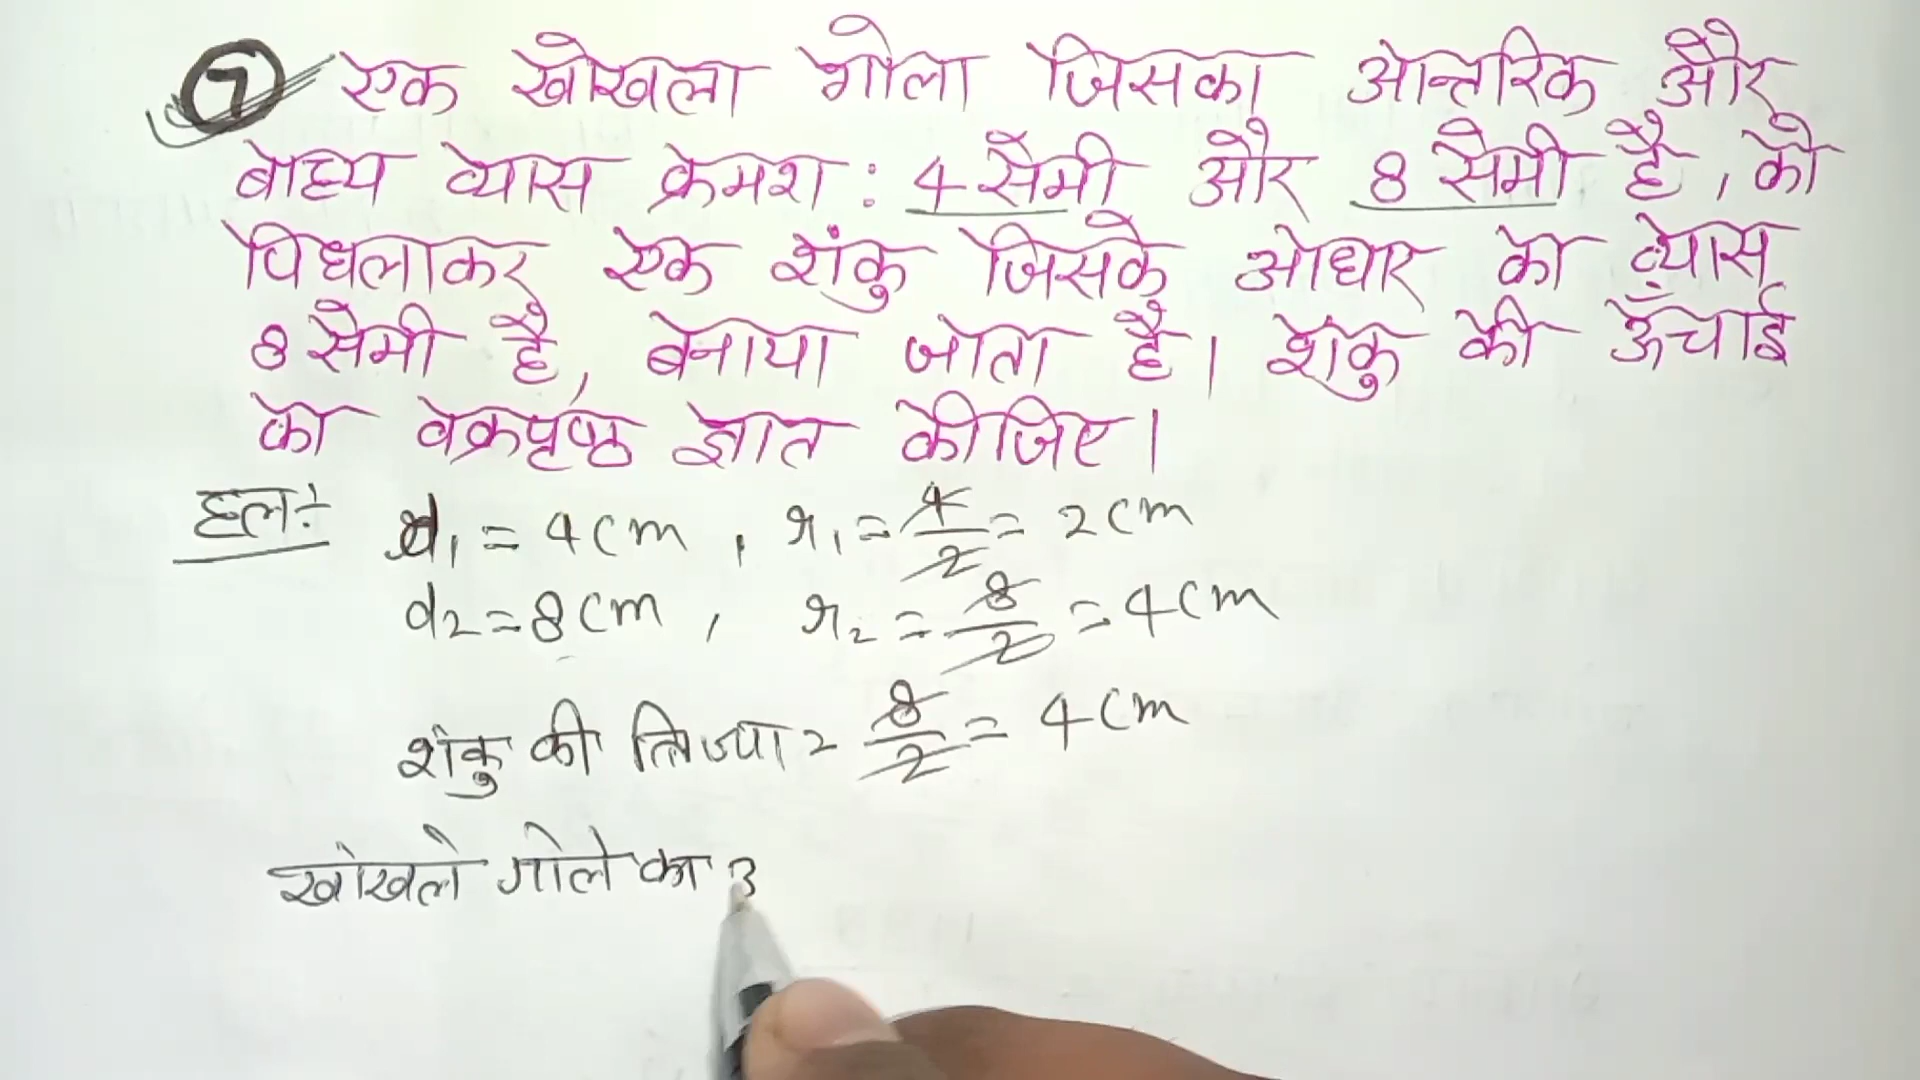 7 एक खोखला गोला जिसका आन्तरिक और
बाह्य व्यास क्रमश: 4 सेमी और 8 सेमी है, को
पिघलाकर एक शंकु जिसके आधार का व्यास
8 सेमी है, बनाया जाता है। शंकु की ऊँचाई
का वक्रपृष्ठ ज्ञात कीजिए।
हल:- d₁ = 4cm, r₁ = 4/2 = 2cm
d₂ = 8cm, r₂ = 8/2 = 4cm
शंकु की त्रिज्या = 8/2 = 4cm
खोखले गोले का